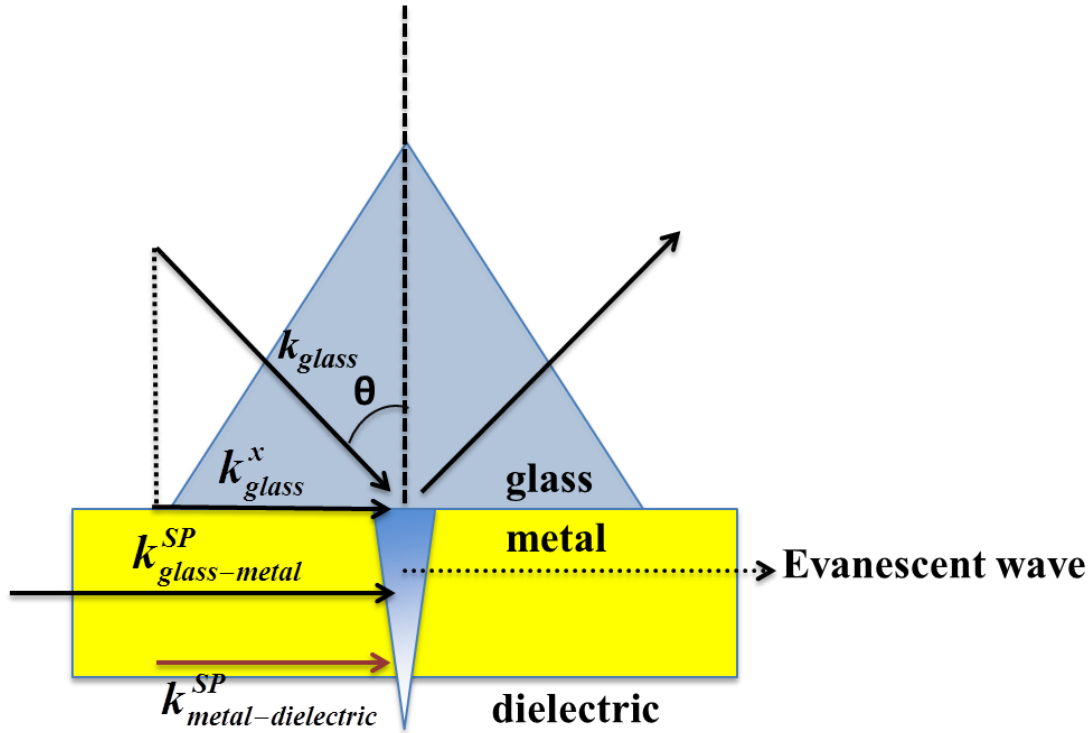 k_glass
θ
k^x_glass
glass
metal
k^SP_glass–metal
Evanescent wave
k^SP_metal–dielectric
dielectric